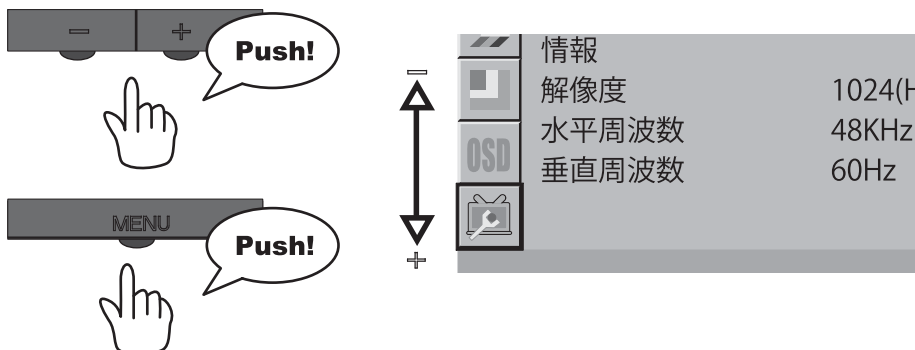 − +
Push!
MENU
Push!
−
+
情報
解像度 1024(H
水平周波数 48KHz
垂直周波数 60Hz
OSD